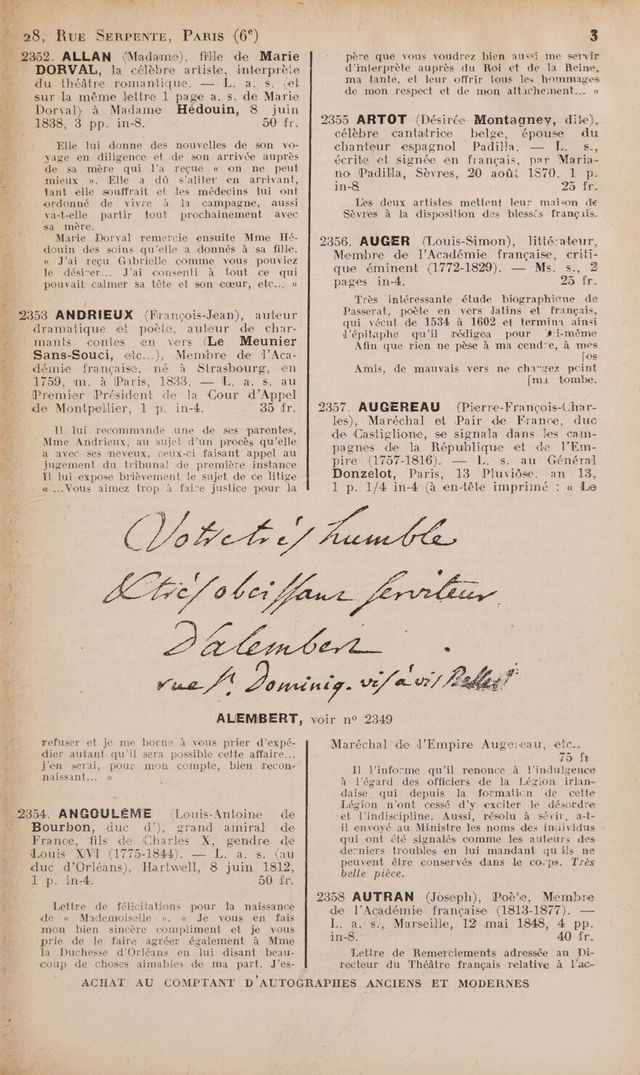 28, RUE SERPENTE, PARIS (6e)
3
2352. ALLAN (Madame), fille de Marie
DORVAL, la célèbre artiste, interprète
du théâtre romantique. — L. a. s. (et
sur la même lettre 1 page a. s. de Marie
Dorval) à Madame Hédouin, 8 juin
1838, 3 pp. in-8. 50 fr.
Elle lui donne des nouvelles de son vo-
yage en diligence et de son arrivée auprès
de sa mère qui l'a reçue « on ne peut
mieux ». Elle a dû s'aliter en arrivant,
tant elle souffrait et les médecins lui ont
ordonné de vivre à la campagne, aussi
va-t-elle partir tout prochainement avec
sa mère.
Marie Dorval remercie ensuite Mme Hé-
douin des soins qu'elle a donnés à sa fille.
« J'ai reçu Gabrielle comme vous pouviez
le désirer... J'ai consenti à tout ce qui
pouvait calmer sa tête et son cœur, etc... »
2353 ANDRIEUX (François-Jean), auteur
dramatique et poète, auteur de char-
mants contes en vers (Le Meunier
Sans-Souci, etc...), Membre de l'Aca-
démie française, né à Strasbourg, en
1759, m. à Paris, 1833. — L. a. s. au
Premier Président de la Cour d'Appel
de Montpellier, 1 p. in-4. 35 fr.
Il lui recommande une de ses parentes,
Mme Andrieux, au sujet d'un procès qu'elle
a avec ses neveux, ceux-ci faisant appel au
jugement du tribunal de première instance
Il lui expose brièvement le sujet de ce litige
« ...Vous aimez trop à faire justice pour la
père que vous voudrez bien aussi me servir
d'interprète auprès du Roi et de la Reine,
ma tante, et leur offrir tous les hommages
de mon respect et de mon attachement... »
2355 ARTOT (Désirée Montagney, dite),
célèbre cantatrice belge, épouse du
chanteur espagnol Padilla. — L. s.,
écrite et signée en français, par Maria-
no Padilla, Sèvres, 20 août 1870, 1 p.
in-8 25 fr.
Les deux artistes mettent leur maison de
Sèvres à la disposition des blessés français.
2356. AUGER (Louis-Simon), littérateur,
Membre de l'Académie française, criti-
que éminent (1772-1829). — Ms. s., 2
pages in-4. 25 fr.
Très intéressante étude biographique de
Passerat, poète en vers latins et français,
qui vécut de 1534 à 1602 et termina ainsi
l'épitaphe qu'il rédigea pour lui-même
Afin que rien ne pèse à ma cendre, à mes
[os
Amis, de mauvais vers ne chargez point
[ma tombe.
2357. AUGEREAU (Pierre-François-Char-
les), Maréchal et Pair de France, duc
de Castiglione, se signala dans les cam-
pagnes de la République et de l'Em-
pire (1757-1816). — L. s. au Général
Donzelot, Paris, 13 Pluviôse, an 13,
1 p. 1/4 in-4 (à en-tête imprimé : « Le
Votre très humble
& très obeissant serviteur
D'alembert
rue St Dominiq. vis à vis Belle
ALEMBERT, voir nº 2349
refuser et je me borne à vous prier d'expé-
dier autant qu'il sera possible cette affaire...
j'en serai, pour mon compte, bien recon-
naissant... »
2354. ANGOULÊME (Louis-Antoine de
Bourbon, duc d'), grand amiral de
France, fils de Charles X, gendre de
Louis XVI (1775-1844). — L. a. s. (au
duc d'Orléans), Hartwell, 8 juin 1812,
1 p. in-4. 50 fr.
Lettre de félicitations pour la naissance
de « Mademoiselle ». « Je vous en fais
mon bien sincère compliment et je vous
prie de le faire agréer également à Mme
la Duchesse d'Orléans en lui disant beau-
coup de choses aimables de ma part. J'es-
Maréchal de l'Empire Augereau, etc..
75 fr
Il l'informe qu'il renonce à l'indulgence
à l'égard des officiers de la Légion irlan-
daise qui depuis la formation de cette
Légion n'ont cessé d'y exciter le désordre
et l'indiscipline. Aussi, résolu à sévir, a-t-
il envoyé au Ministre les noms des individus
qui ont été signalés comme les auteurs des
derniers troubles en lui mandant qu'ils ne
peuvent être conservés dans le corps. Très
belle pièce.
2358 AUTRAN (Joseph), Poète, Membre
de l'Académie française (1813-1877). —
L. a. s., Marseille, 12 mai 1848, 4 pp.
in-8. 40 fr.
Lettre de Remerciements adressée au Di-
recteur du Théâtre français relative à l'ac-
ACHAT AU COMPTANT D'AUTOGRAPHES ANCIENS ET MODERNES